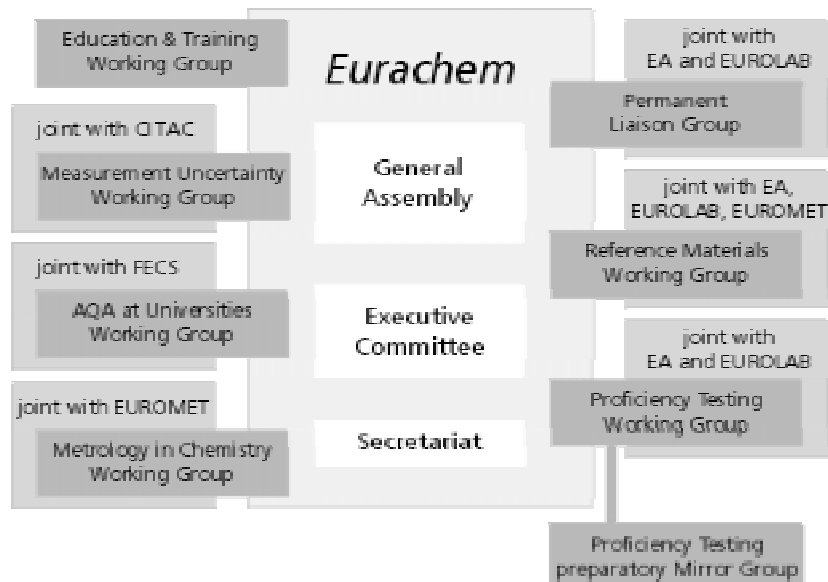 Education & Training
Working Group
joint with CITAC
Measurement Uncertainty
Working Group
joint with FECS
AQA at Universities
Working Group
joint with EUROMET
Metrology in Chemistry
Working Group
Eurachem
General
Assembly
Executive
Committee
Secretariat
joint with
EA and EUROLAB
Permanent
Liaison Group
joint with EA,
EUROLAB, EUROMET
Reference Materials
Working Group
joint with
EA and EUROLAB
Proficiency Testing
Working Group
Proficiency Testing
preparatory Mirror Group